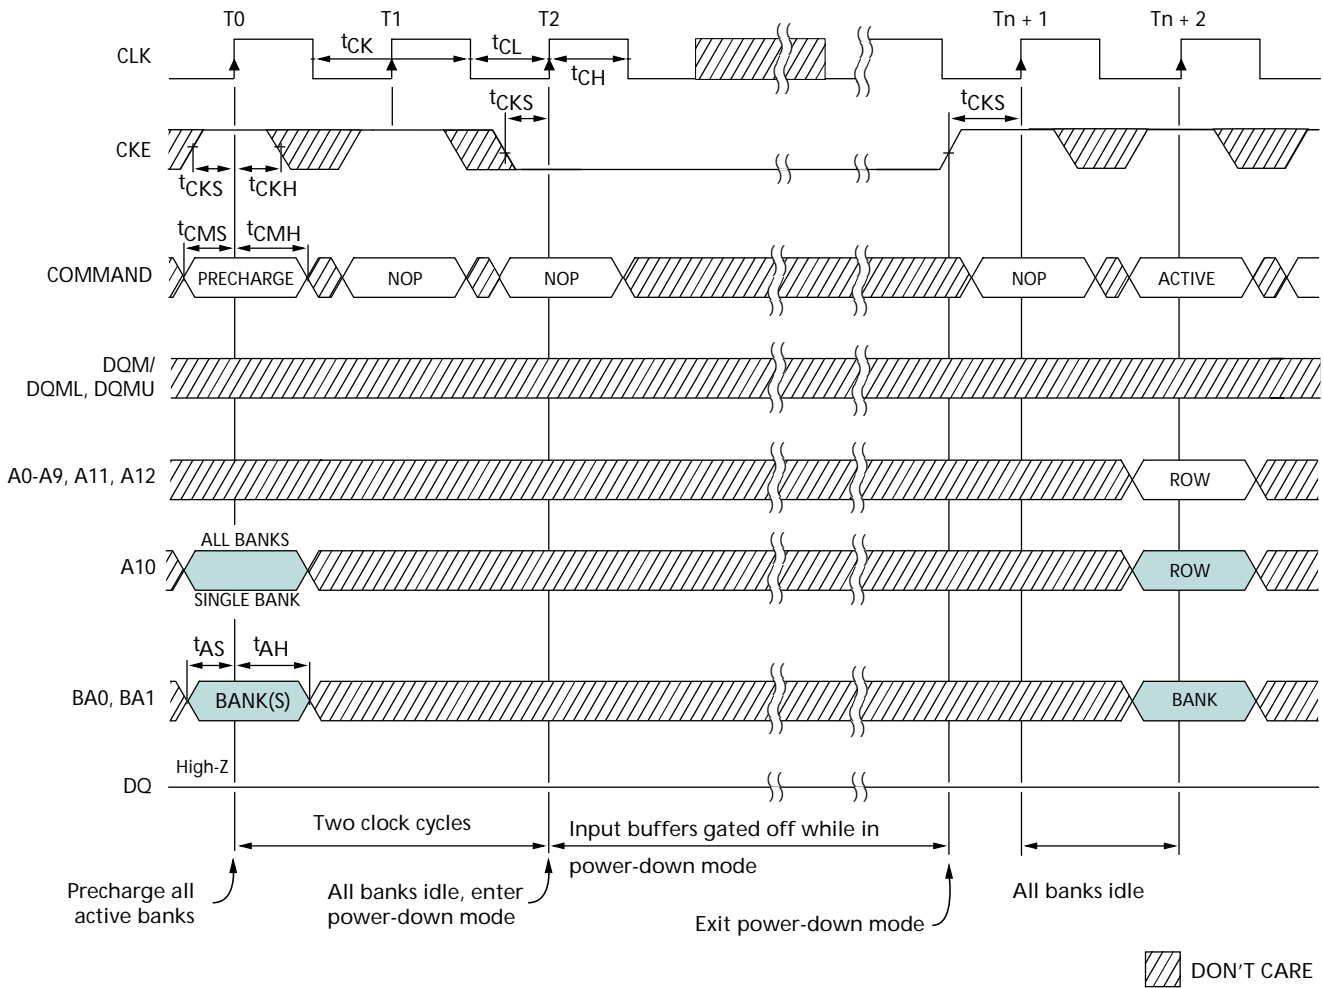 T0 T1 T2 Tn + 1 Tn + 2
CLK tCK tCL tCH
tCKS tCKS
CKE
tCKS tCKH
tCMS tCMH
COMMAND PRECHARGE NOP NOP NOP ACTIVE
DQM/
DQML, DQMU
A0-A9, A11, A12 ROW
ALL BANKS
A10 ROW
SINGLE BANK
tAS tAH
BA0, BA1 BANK(S) BANK
High-Z
DQ
Two clock cycles
Input buffers gated off while in
power-down mode
Precharge all
active banks
All banks idle, enter
power-down mode
Exit power-down mode
All banks idle
DON'T CARE